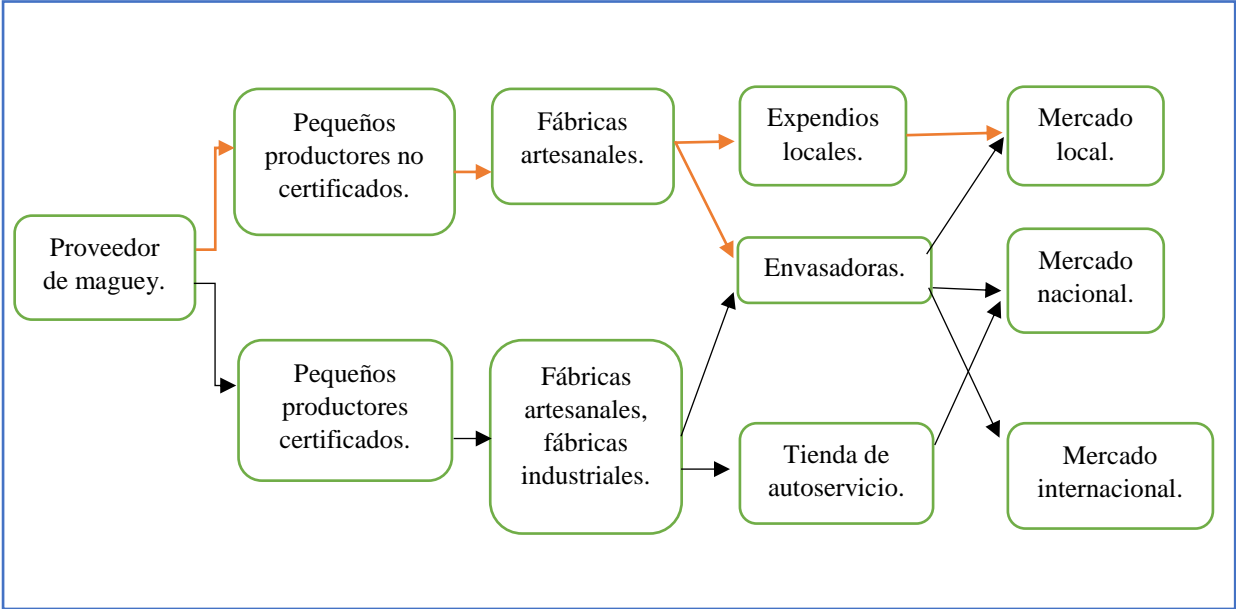 Proveedor
de maguey.
Pequeños
productores no
certificados.
Fábricas
artesanales.
Expendios
locales.
Mercado
local.
Envasadoras.
Mercado
nacional.
Pequeños
productores
certificados.
Fábricas
artesanales,
fábricas
industriales.
Tienda de
autoservicio.
Mercado
internacional.